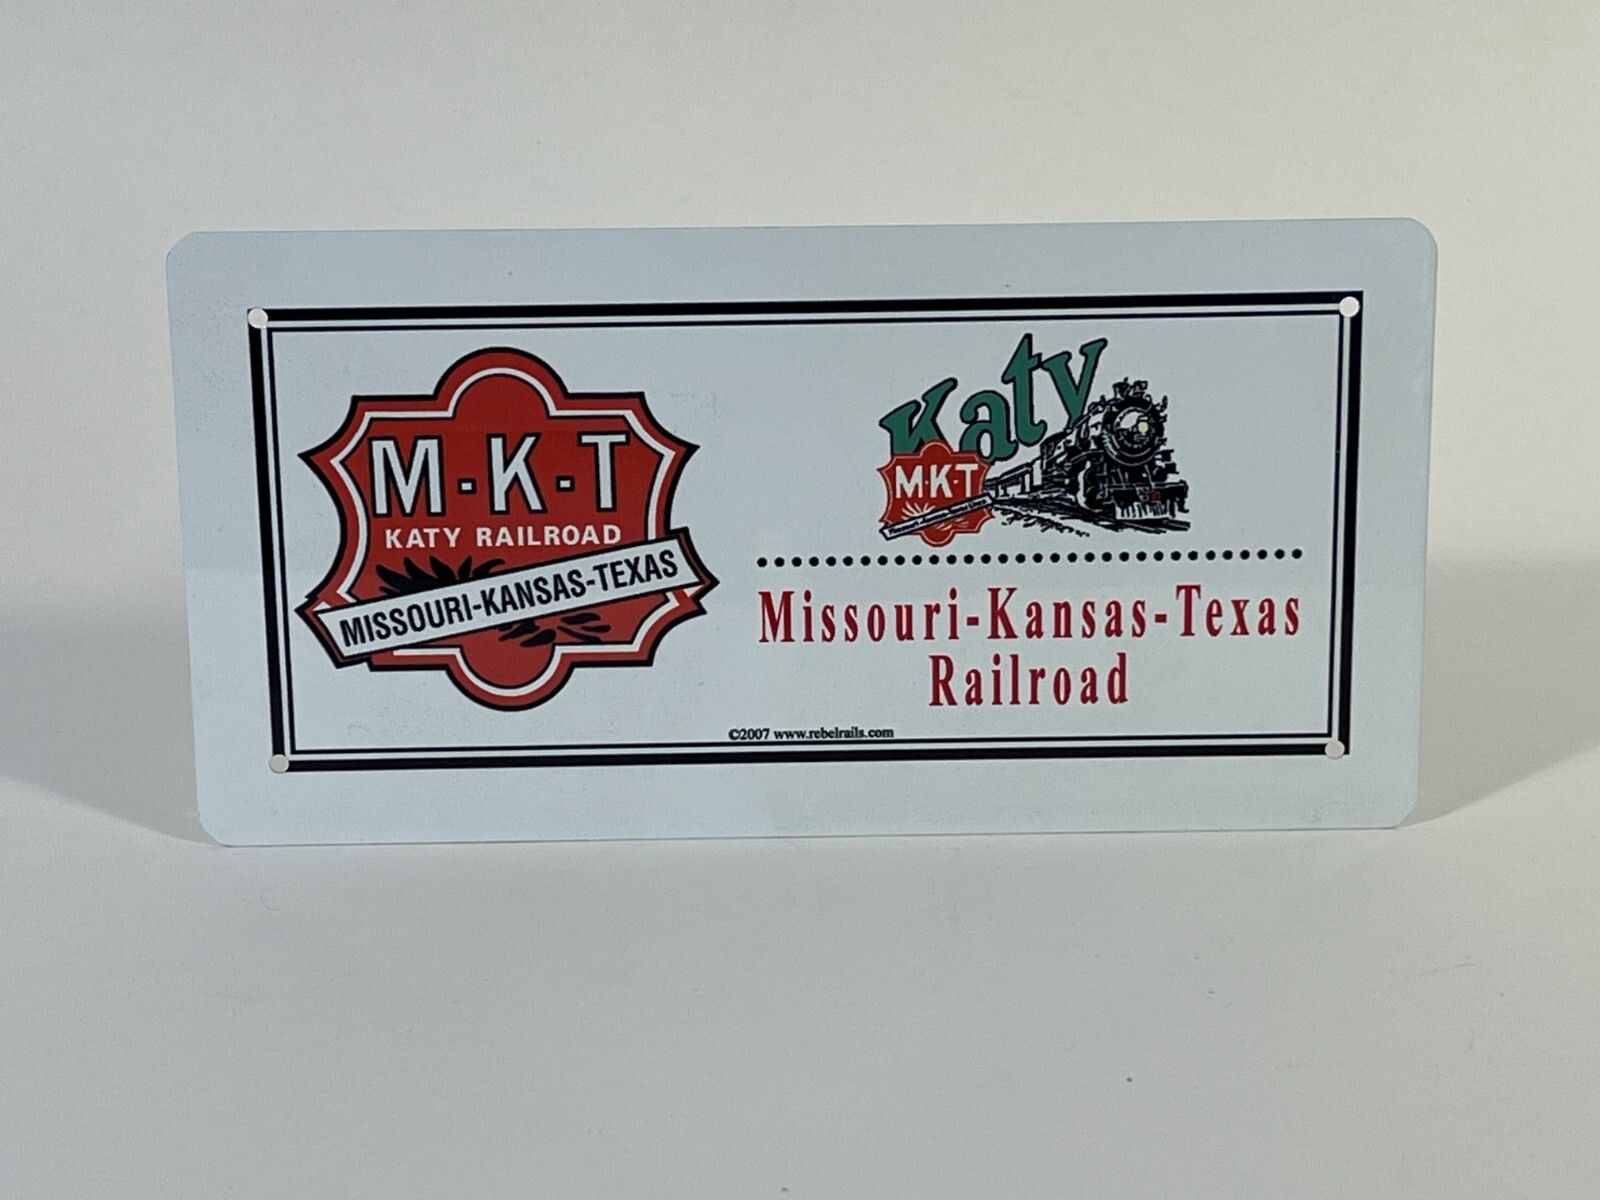 M·K·T
KATY RAILROAD
MISSOURI-KANSAS-TEXAS
Katy
M·K·T
Missouri-Kansas-Texas
Railroad
©2007 www.rebelrails.com